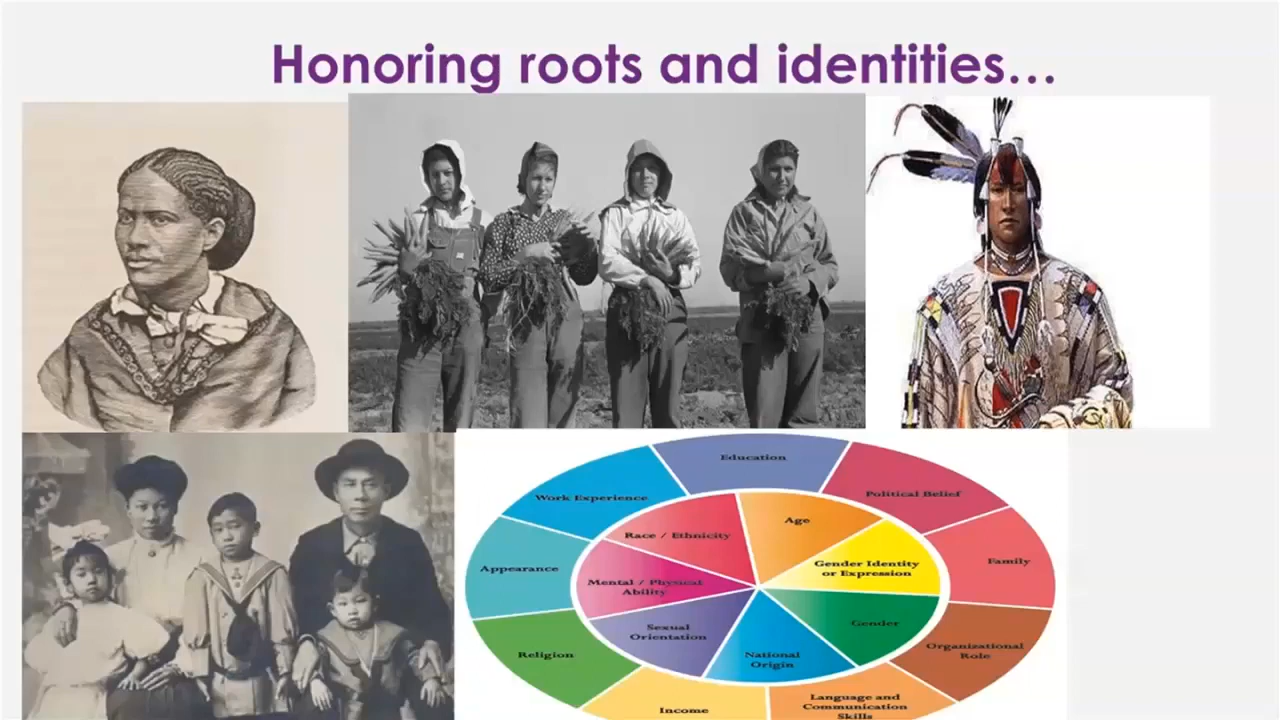 Honoring roots and identities...
Education
Work Experience
Political Belief
Race / Ethnicity
Age
Appearance
Gender Identity
or Expression
Family
Mental / Physical
Ability
Sexual
Orientation
Gender
National
Origin
Religion
Organizational
Role
Income
Language and
Communication
Skills